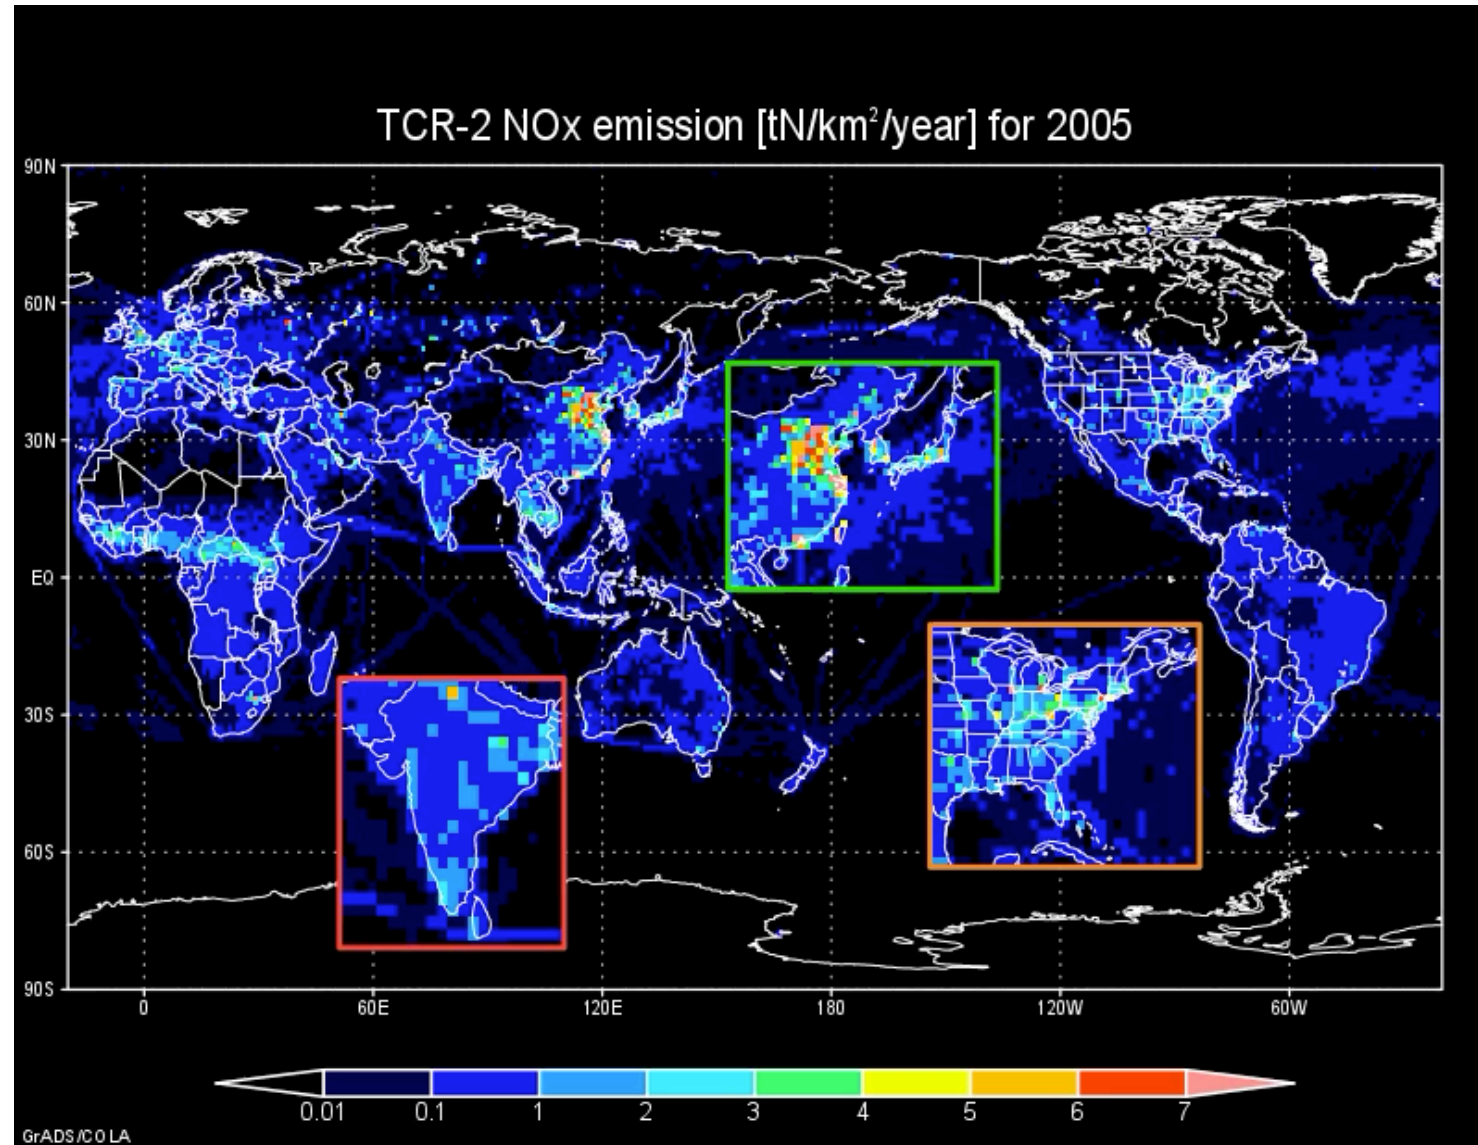 TCR-2 NOx emission [tN/km²/year] for 2005
90N
60N
30N
EQ
30S
60S
90S
0 60E 120E 180 120W 60W
0.01 0.1 1 2 3 4 5 6 7
GrADS/COLA